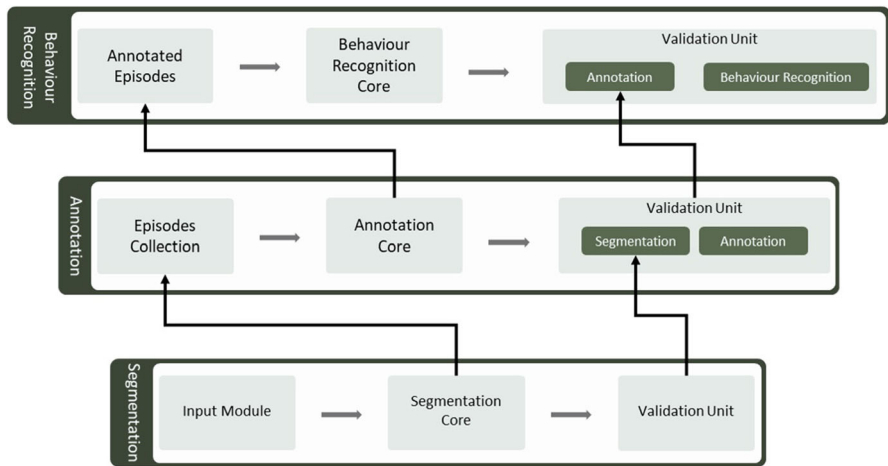 Behaviour
Recognition
Annotated
Episodes
Behaviour
Recognition
Core
Validation Unit
Annotation
Behaviour Recognition
Annotation
Episodes
Collection
Annotation
Core
Validation Unit
Segmentation
Annotation
Segmentation
Input Module
Segmentation
Core
Validation Unit